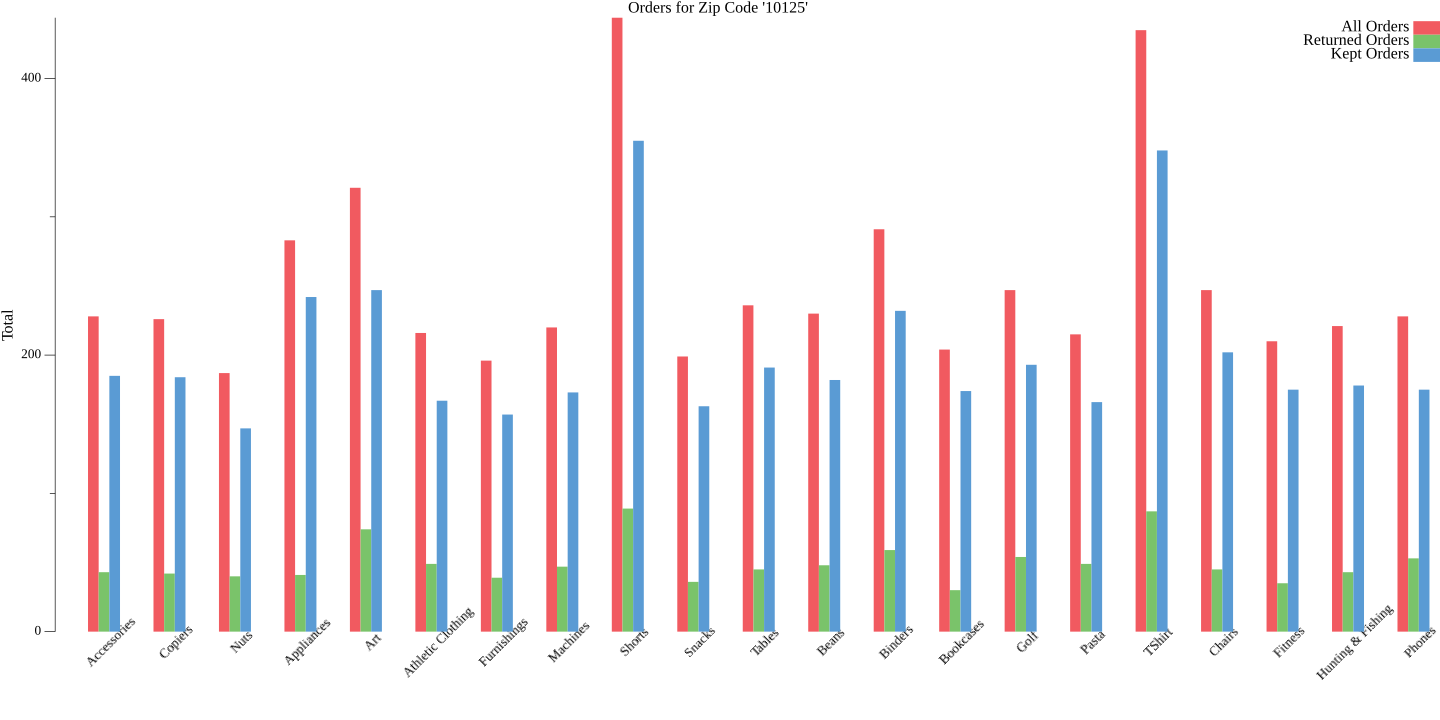 Orders for Zip Code '10125'
All Orders
Returned Orders
Kept Orders
Total
400
200
0
Accessories
Copiers
Nuts
Appliances
Art
Athletic Clothing
Furnishings
Machines
Shorts
Snacks
Tables
Beans
Binders
Bookcases
Golf
Pasta
TShirt
Chairs
Fitness
Hunting & Fishing
Phones